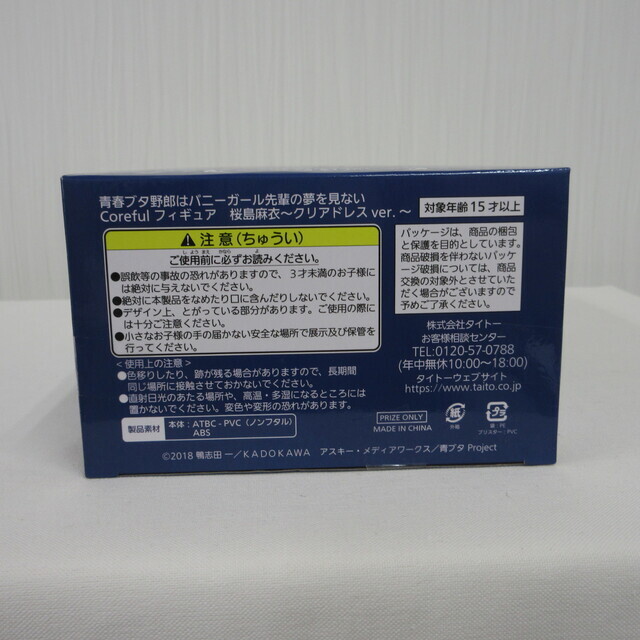 青春ブタ野郎はバニーガール先輩の夢を見ない
Coreful フィギュア　桜島麻衣～クリアドレス ver.～
対象年齢15才以上
注意（ちゅうい）
ご使用前に必ずお読みください。
●誤飲等の事故の恐れがありますので、3才未満のお子様に
は絶対に与えないでください。
●絶対に本製品をなめたり口に含んだりしないでください。
●デザイン上、とがっている部分があります。ご使用の際に
は十分ご注意ください。
●小さなお子様の手の届かない安全な場所で展示及び保管を
行ってください。
＜使用上の注意＞
●色移りしたり、跡が残る場合がありますので、長期間
同じ場所に接触させておかないでください。
●直射日光のあたる場所や、高温・多湿になるところには
置かないでください。変色や変形の恐れがあります。
製品素材
本体：ATBC-PVC（ノンフタル）
ABS
パッケージは、商品の梱包
と保護を目的としています。
商品破損を伴わないパッケ
ージ破損については、商品
交換の対象外とさせていた
だく場合がございますので
予めご了承ください。
株式会社タイトー
お客様相談センター
TEL:0120-57-0788
(年中無休10:00～18:00)
タイトーウェブサイト
https://www.taito.co.jp
PRIZE ONLY
MADE IN CHINA
紙
外箱
プラ
袋：PE
ブリスター：PVC
©2018 鴨志田 一／KADOKAWA　アスキー・メディアワークス／青ブタ Project